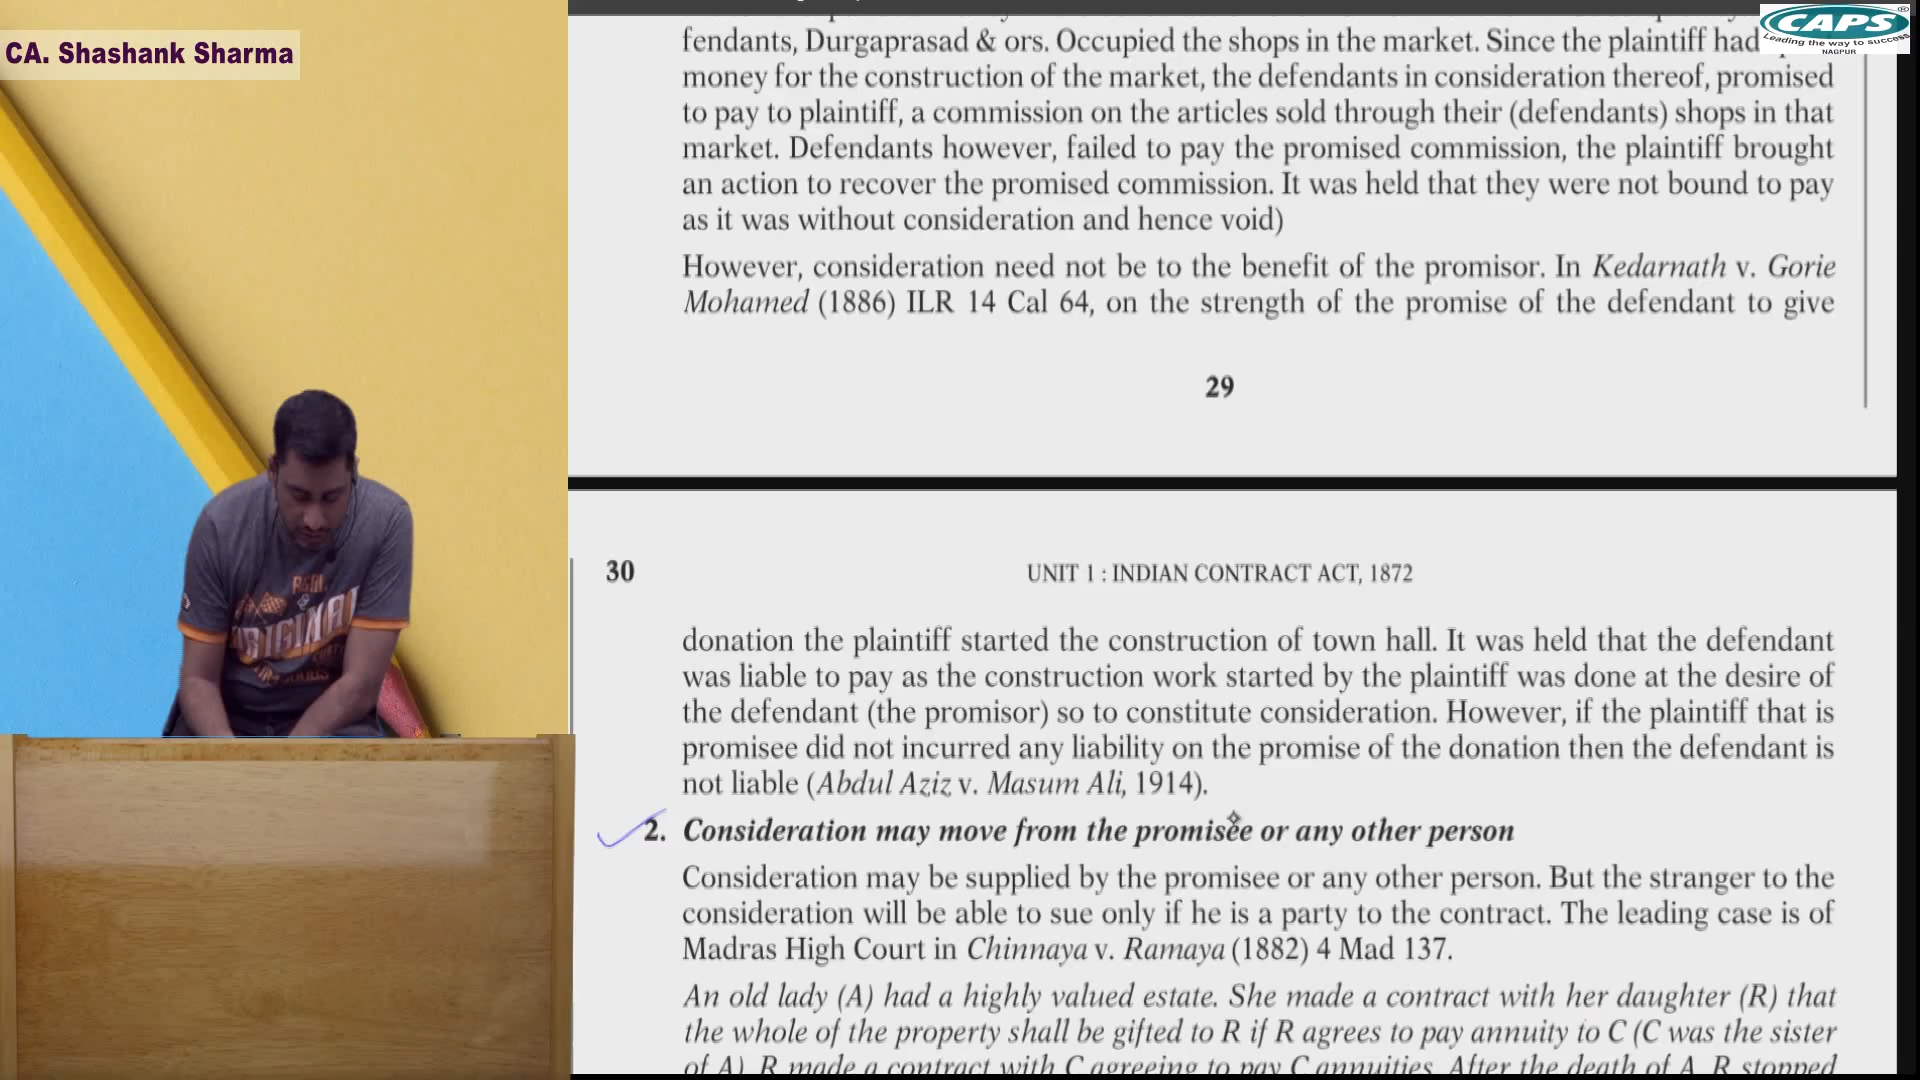 CA. Shashank Sharma
CAPS
Leading the way to success
NAGPUR
fendants, Durgaprasad & ors. Occupied the shops in the market. Since the plaintiff had
money for the construction of the market, the defendants in consideration thereof, promised
to pay to plaintiff, a commission on the articles sold through their (defendants) shops in that
market. Defendants however, failed to pay the promised commission, the plaintiff brought
an action to recover the promised commission. It was held that they were not bound to pay
as it was without consideration and hence void)
However, consideration need not be to the benefit of the promisor. In Kedarnath v. Gorie
Mohamed (1886) ILR 14 Cal 64, on the strength of the promise of the defendant to give
29
30
UNIT 1 : INDIAN CONTRACT ACT, 1872
donation the plaintiff started the construction of town hall. It was held that the defendant
was liable to pay as the construction work started by the plaintiff was done at the desire of
the defendant (the promisor) so to constitute consideration. However, if the plaintiff that is
promisee did not incurred any liability on the promise of the donation then the defendant is
not liable (Abdul Aziz v. Masum Ali, 1914).
2. Consideration may move from the promisee or any other person
Consideration may be supplied by the promisee or any other person. But the stranger to the
consideration will be able to sue only if he is a party to the contract. The leading case is of
Madras High Court in Chinnaya v. Ramaya (1882) 4 Mad 137.
An old lady (A) had a highly valued estate. She made a contract with her daughter (R) that
the whole of the property shall be gifted to R if R agrees to pay annuity to C (C was the sister
of A) R made a contract with C agreeing to pay C annuities. After the death of A R stopped
ORIGINAL